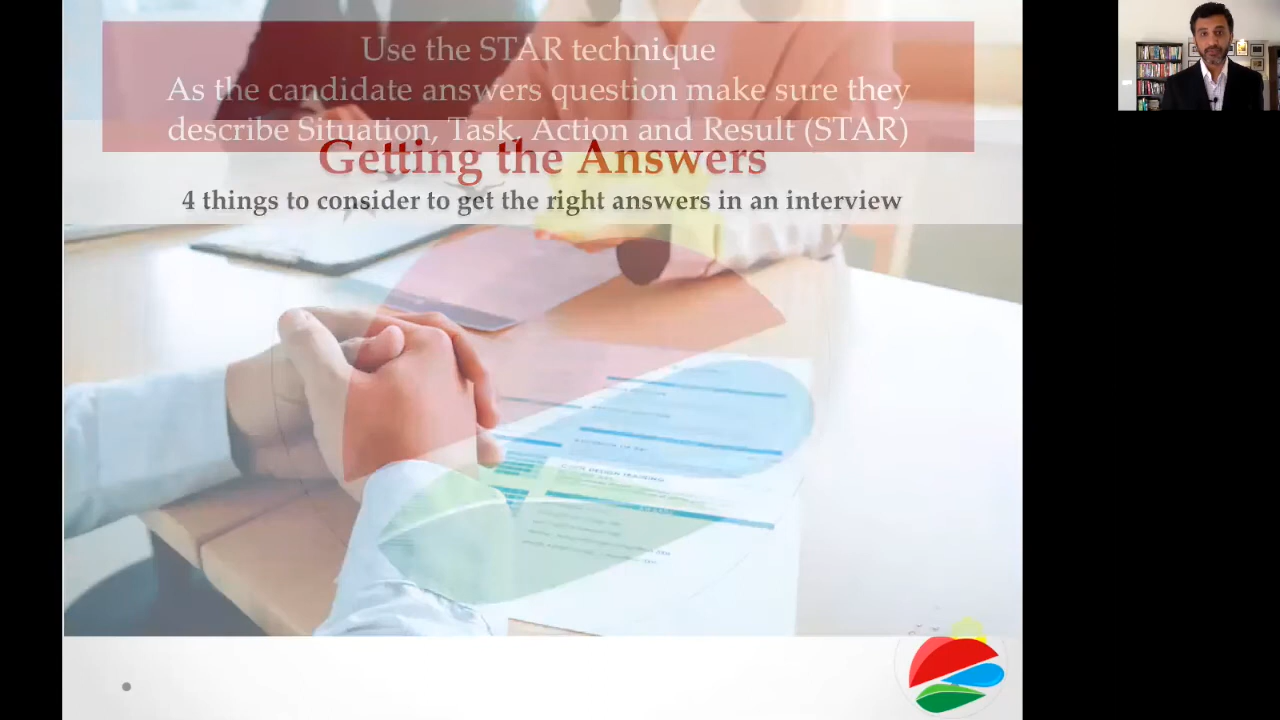 Use the STAR technique
As the candidate answers question make sure they
describe Situation, Task, Action and Result (STAR)
Getting the Answers
4 things to consider to get the right answers in an interview